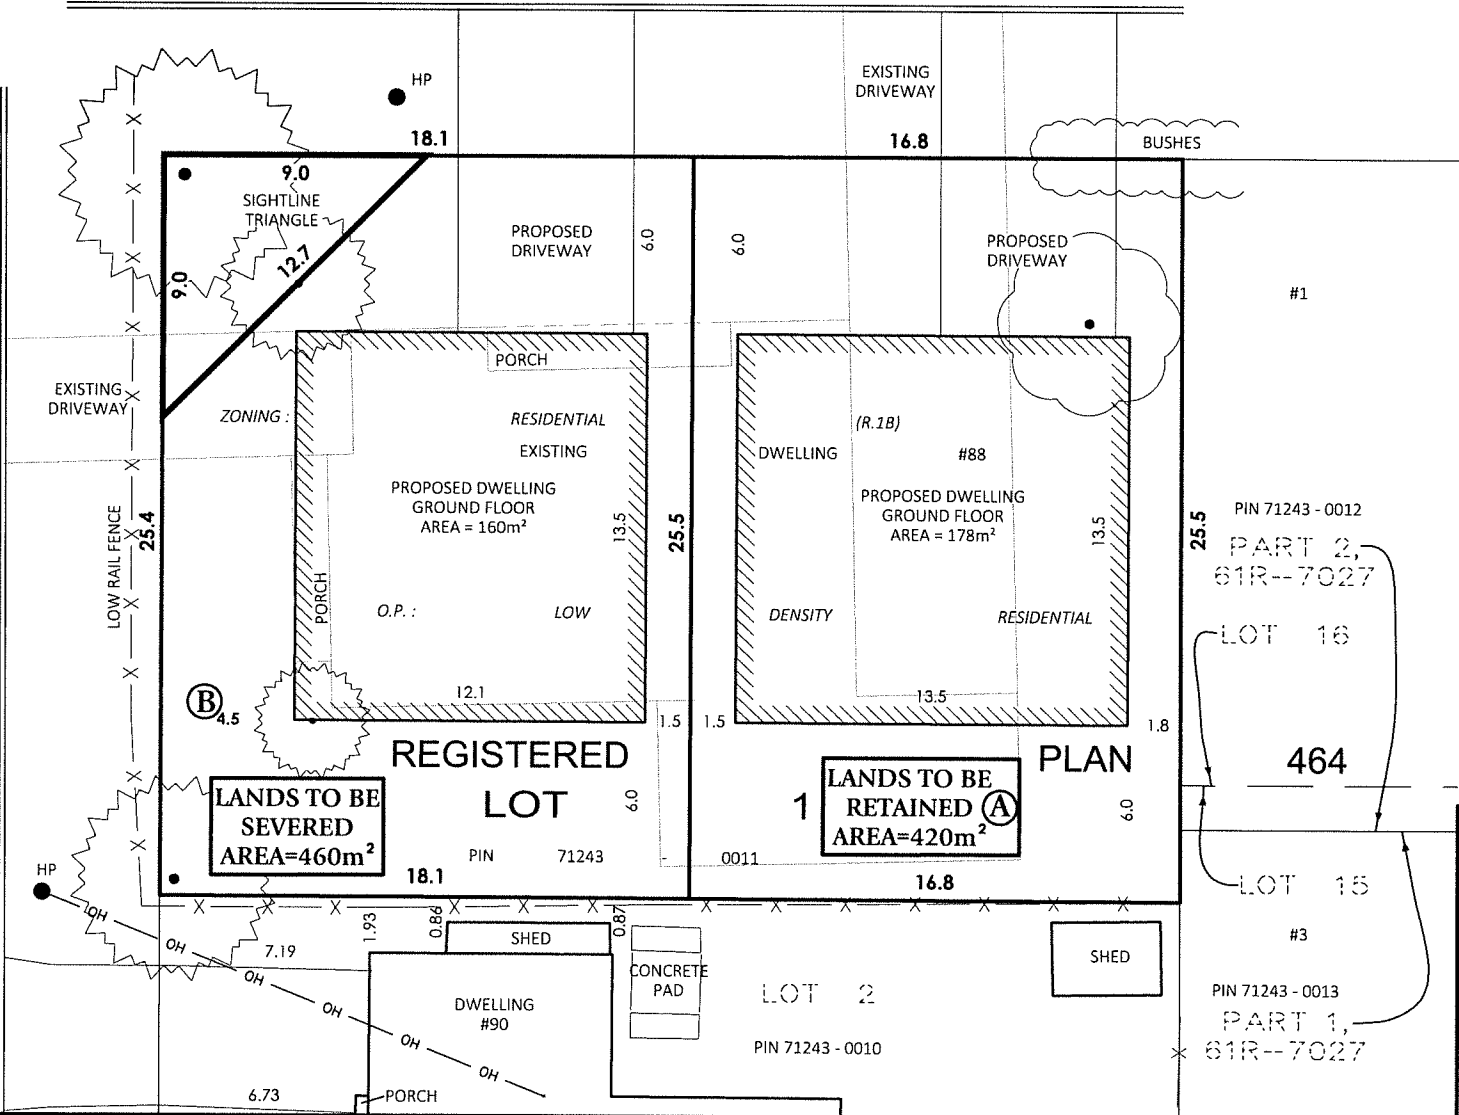 HP
EXISTING
DRIVEWAY
18.1
16.8
BUSHES
9.0
SIGHTLINE
TRIANGLE
12.7
9.0
PROPOSED
DRIVEWAY
6.0
6.0
PROPOSED
DRIVEWAY
#1
PORCH
EXISTING
DRIVEWAY
ZONING :
RESIDENTIAL
(R.1B)
EXISTING
DWELLING
#88
PROPOSED DWELLING
GROUND FLOOR
AREA = 160m²
13.5
PROPOSED DWELLING
GROUND FLOOR
AREA = 178m²
13.5
LOW RAIL FENCE
25.4
25.5
25.5
PIN 71243 - 0012
PART 2,
61R--7027
PORCH
O.P. :
LOW
DENSITY
RESIDENTIAL
LOT 16
B
4.5
12.1
13.5
1.5
1.5
1.8
REGISTERED
PLAN
464
LOT
1
LANDS TO BE
SEVERED
AREA=460m²
6.0
LANDS TO BE
RETAINED A
AREA=420m²
6.0
PIN 71243 - 0011
18.1
16.8
LOT 15
HP
OH
OH
OH
OH
OH
OH
7.19
1.93
0.86
0.87
SHED
SHED
#3
CONCRETE
PAD
DWELLING
#90
LOT 2
PIN 71243 - 0010
PIN 71243 - 0013
PART 1,
61R--7027
6.73
PORCH